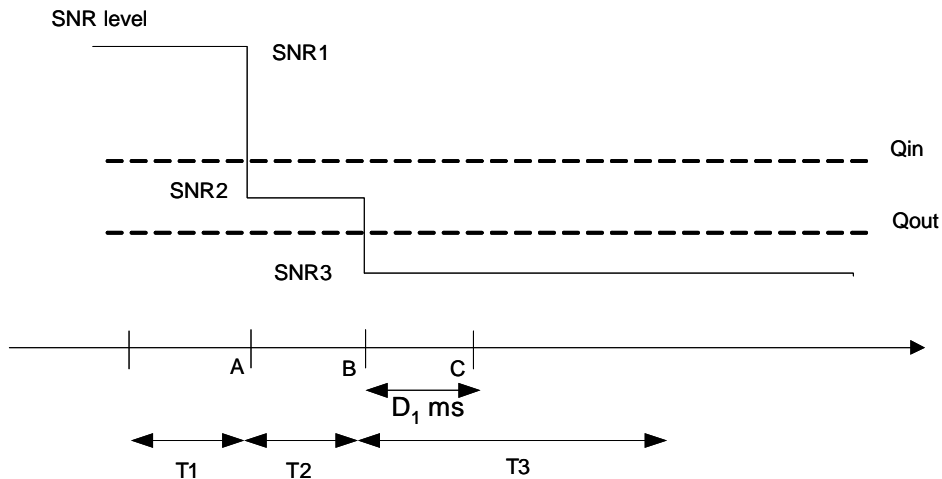 SNR level
SNR1
Qin
SNR2
Qout
SNR3
A
B
C
D₁ ms
T1
T2
T3